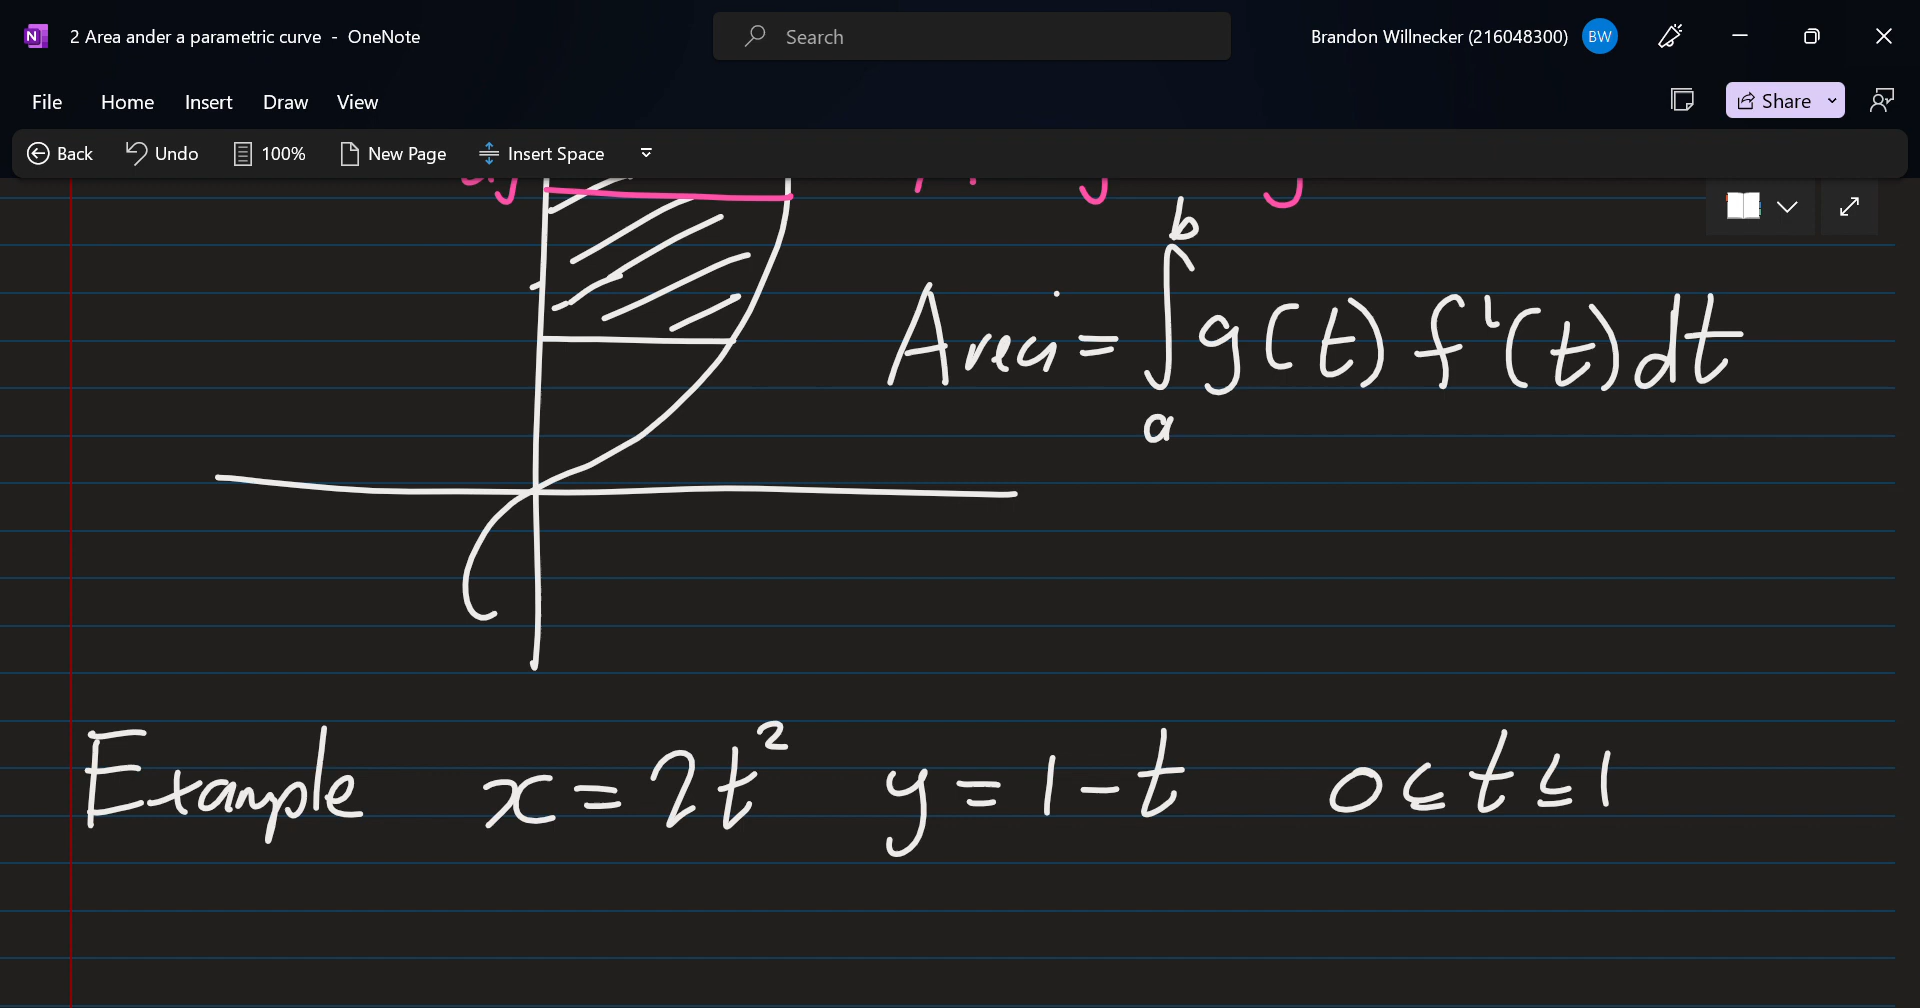 2 Area ander a parametric curve - OneNote
Search
Brandon Willnecker (216048300) BW
File Home Insert Draw View
Share
Back Undo 100% New Page Insert Space
b
Area = ∫ g(t) f'(t) dt
a
Example x = 2t² y = 1 - t 0 ≤ t ≤ 1